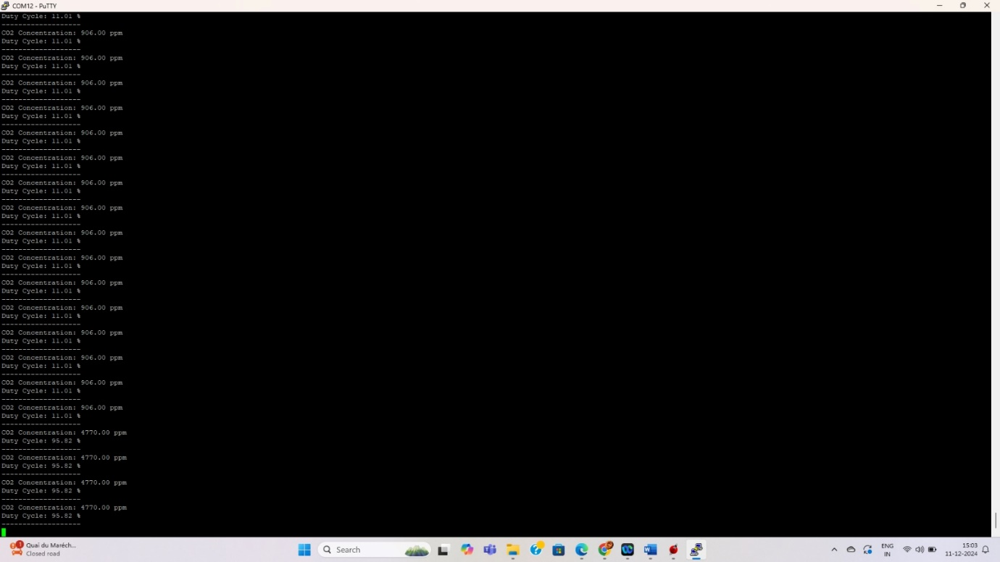 COM12 - PuTTY
Duty Cycle: 11.01 %
--------------------
CO2 Concentration: 906.00 ppm
Duty Cycle: 11.01 %
--------------------
CO2 Concentration: 906.00 ppm
Duty Cycle: 11.01 %
--------------------
CO2 Concentration: 906.00 ppm
Duty Cycle: 11.01 %
--------------------
CO2 Concentration: 906.00 ppm
Duty Cycle: 11.01 %
--------------------
CO2 Concentration: 906.00 ppm
Duty Cycle: 11.01 %
--------------------
CO2 Concentration: 906.00 ppm
Duty Cycle: 11.01 %
--------------------
CO2 Concentration: 906.00 ppm
Duty Cycle: 11.01 %
--------------------
CO2 Concentration: 906.00 ppm
Duty Cycle: 11.01 %
--------------------
CO2 Concentration: 906.00 ppm
Duty Cycle: 11.01 %
--------------------
CO2 Concentration: 906.00 ppm
Duty Cycle: 11.01 %
--------------------
CO2 Concentration: 906.00 ppm
Duty Cycle: 11.01 %
--------------------
CO2 Concentration: 906.00 ppm
Duty Cycle: 11.01 %
--------------------
CO2 Concentration: 906.00 ppm
Duty Cycle: 11.01 %
--------------------
CO2 Concentration: 906.00 ppm
Duty Cycle: 11.01 %
--------------------
CO2 Concentration: 906.00 ppm
Duty Cycle: 11.01 %
--------------------
CO2 Concentration: 906.00 ppm
Duty Cycle: 11.01 %
--------------------
CO2 Concentration: 4770.00 ppm
Duty Cycle: 95.82 %
--------------------
CO2 Concentration: 4770.00 ppm
Duty Cycle: 95.82 %
--------------------
CO2 Concentration: 4770.00 ppm
Duty Cycle: 95.82 %
--------------------
CO2 Concentration: 4770.00 ppm
Duty Cycle: 95.82 %
--------------------
1
Quai du Maréch...
Closed road
Search
ENG
IN
15:03
11-12-2024